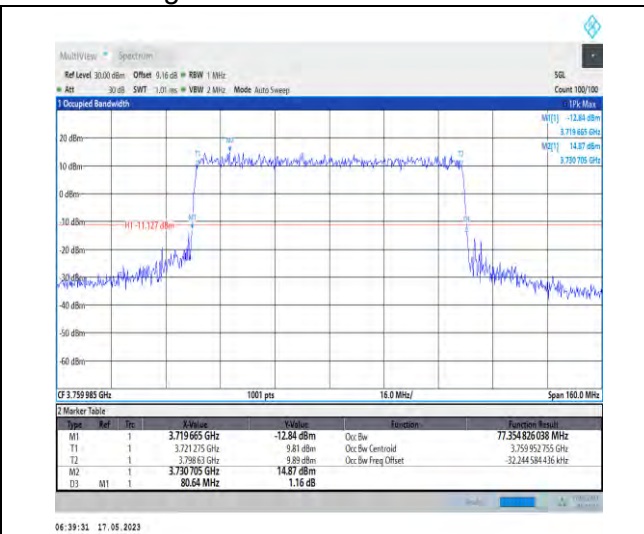 MultiView Spectrum
Ref Level 30.00 dBm Offset 9.16 dB RBW 1 MHz SGL
Att 30 dB SWT 3.01 ms VBW 2 MHz Mode Auto Sweep Count 100/100
1 Occupied Bandwidth 1Pk Max
M1[1] -12.84 dBm
3.719 665 GHz
M2[1] 14.87 dBm
3.730 705 GHz
20 dBm
10 dBm
0 dBm
-10 dBm
H1 -11.127 dBm
-20 dBm
-30 dBm
-40 dBm
-50 dBm
-60 dBm
M2
T1
T2
M1
D3
CF 3.759 985 GHz 1001 pts 16.0 MHz/ Span 160.0 MHz
2 Marker Table
Type Ref Trc X-Value Y-Value Function Function Result
M1 1 3.719 665 GHz -12.84 dBm Occ Bw 77.354 826 038 MHz
T1 1 3.721 275 GHz 9.81 dBm Occ Bw Centroid 3.759 952 755 GHz
T2 1 3.798 63 GHz 9.89 dBm Occ Bw Freq Offset -32.244 584 436 kHz
M2 1 3.730 705 GHz 14.87 dBm
D3 M1 1 80.64 MHz 1.16 dB
06:39:31 17.05.2023